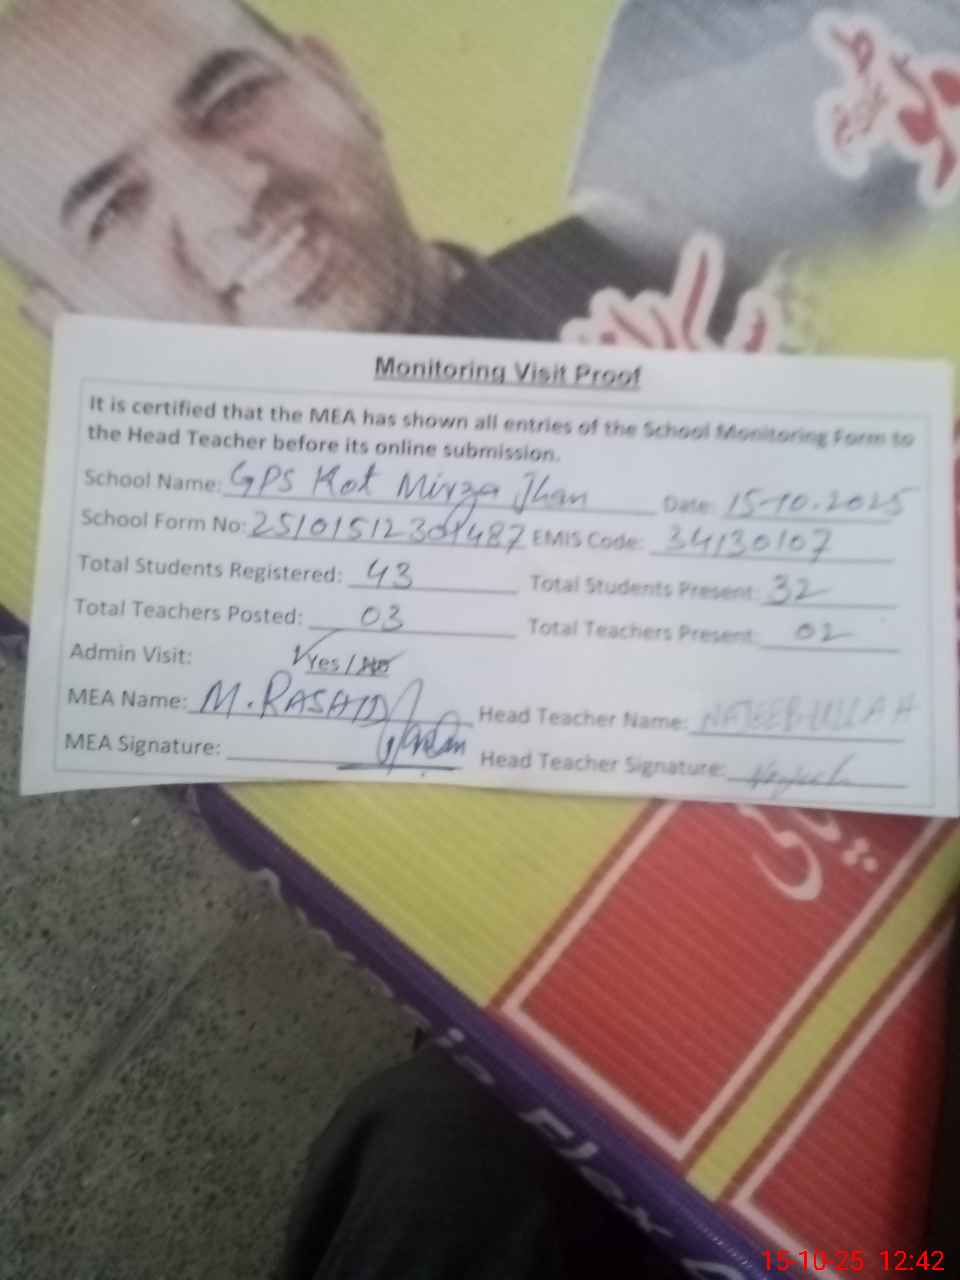 Monitoring Visit Proof
It is certified that the MEA has shown all entries of the School Monitoring Form to
the Head Teacher before its online submission.
School Name: GPS Kot Mirza Jhan Date: 15-10.2025
School Form No: EMIS Code: 34130107
Total Students Registered: 43 Total Students Present: 32
Total Teachers Posted: 03 Total Teachers Present: 02
Admin Visit: Yes / No
MEA Name: M. RASHID Head Teacher Name: NAJEEB ULLAH
MEA Signature: Head Teacher Signature: Najeeb
Flex
15-10-25 12:42